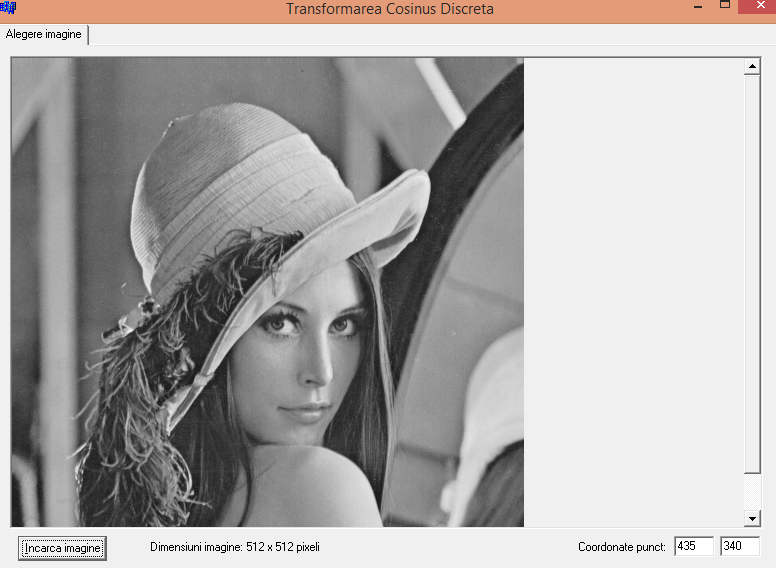 Transformarea Cosinus Discreta
Alegere imagine
Incarca imagine
Dimensiuni imagine: 512 x 512 pixeli
Coordonate punct: 435 340